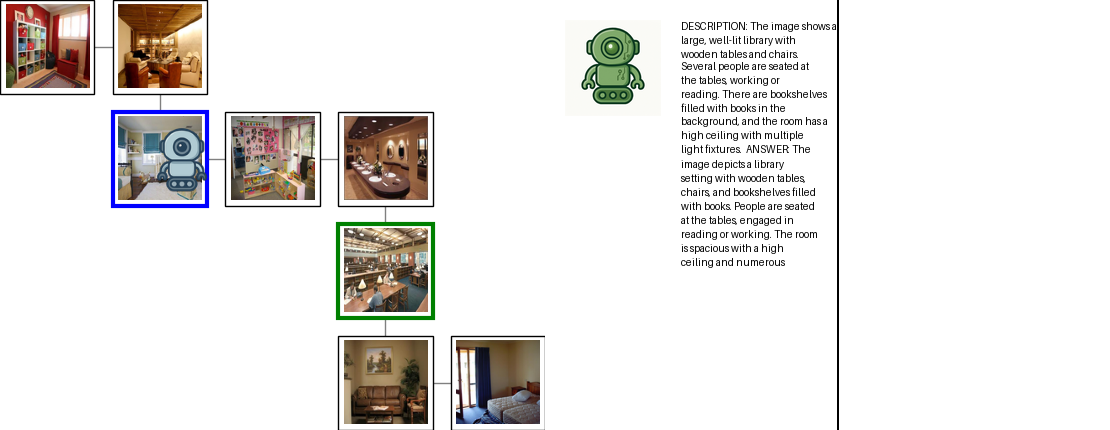 DESCRIPTION: The image shows a
large, well-lit library with
wooden tables and chairs.
Several people are seated at
the tables, working or
reading. There are bookshelves
filled with books in the
background, and the room has a
high ceiling with multiple
light fixtures. ANSWER: The
image depicts a library
setting with wooden tables,
chairs, and bookshelves filled
with books. People are seated
at the tables, engaged in
reading or working. The room
is spacious with a high
ceiling and numerous